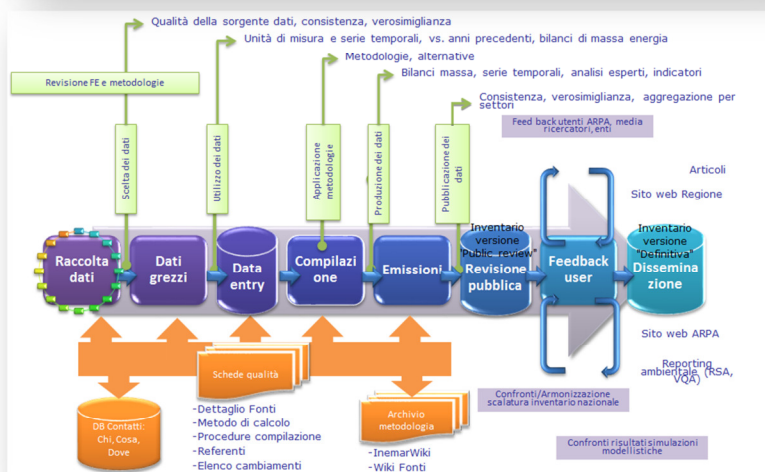 Qualità della sorgente dati, consistenza, verosimiglianza
Unità di misura e serie temporali, vs. anni precedenti, bilanci di massa energia
Metodologie, alternative
Bilanci massa, serie temporali, analisi esperti, indicatori
Revisione FE e metodologie
Consistenza, verosimiglianza, aggregazione per
settori
Feed back utenti ARPA, media
ricercatori, enti
Scelta dei dati
Utilizzo dei dati
Applicazione
metodologie
Produzione dei dati
Pubblicazione dei
dati
Articoli
Sito web Regione
Inventario
versione
"Public review"
Inventario
versione
"Definitiva"
Raccolta
dati
Dati
grezzi
Data
entry
Compilazi
one
Emissioni
Revisione
pubblica
Feedback
user
Dissemina
zione
Sito web ARPA
Reporting
ambientale (RSA,
VQA)
Schede qualità
DB Contatti:
Chi, Cosa,
Dove
-Dettaglio Fonti
-Metodo di calcolo
-Procedure compilazione
-Referenti
-Elenco cambiamenti
Archivio
metodologia
-InemarWiki
-Wiki Fonti
Confronti/Armonizzazione
scalatura inventario nazionale
Confronti risultati simulazioni
modellistiche